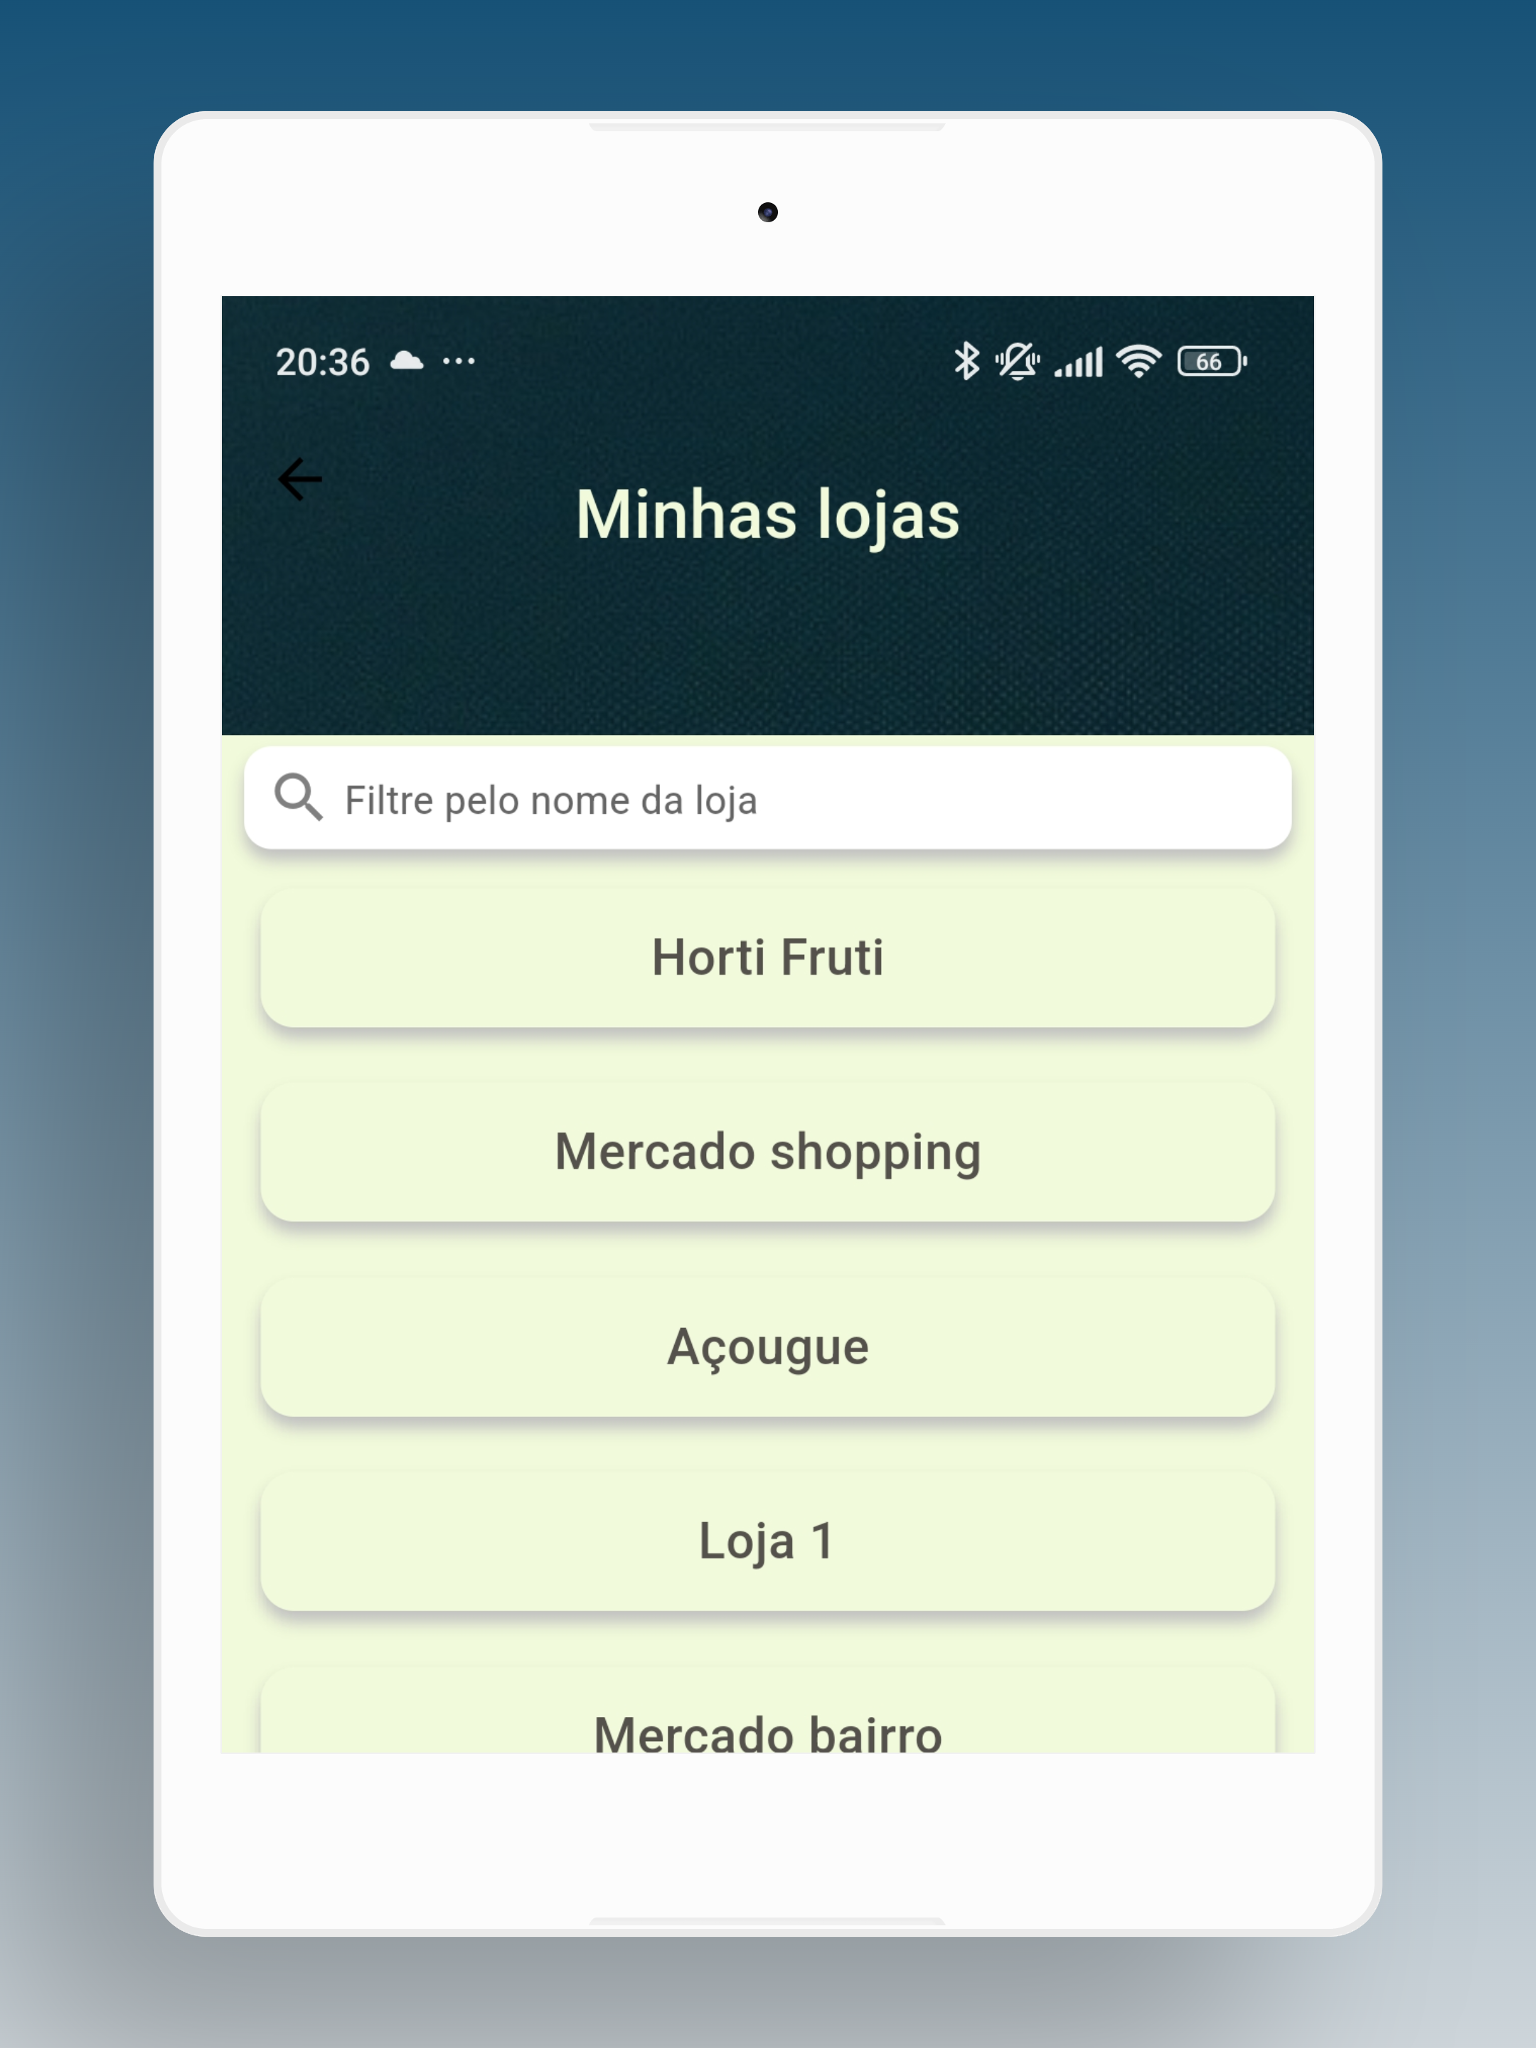 20:36
66
Minhas lojas
Filtre pelo nome da loja
Horti Fruti
Mercado shopping
Açougue
Loja 1
Mercado bairro